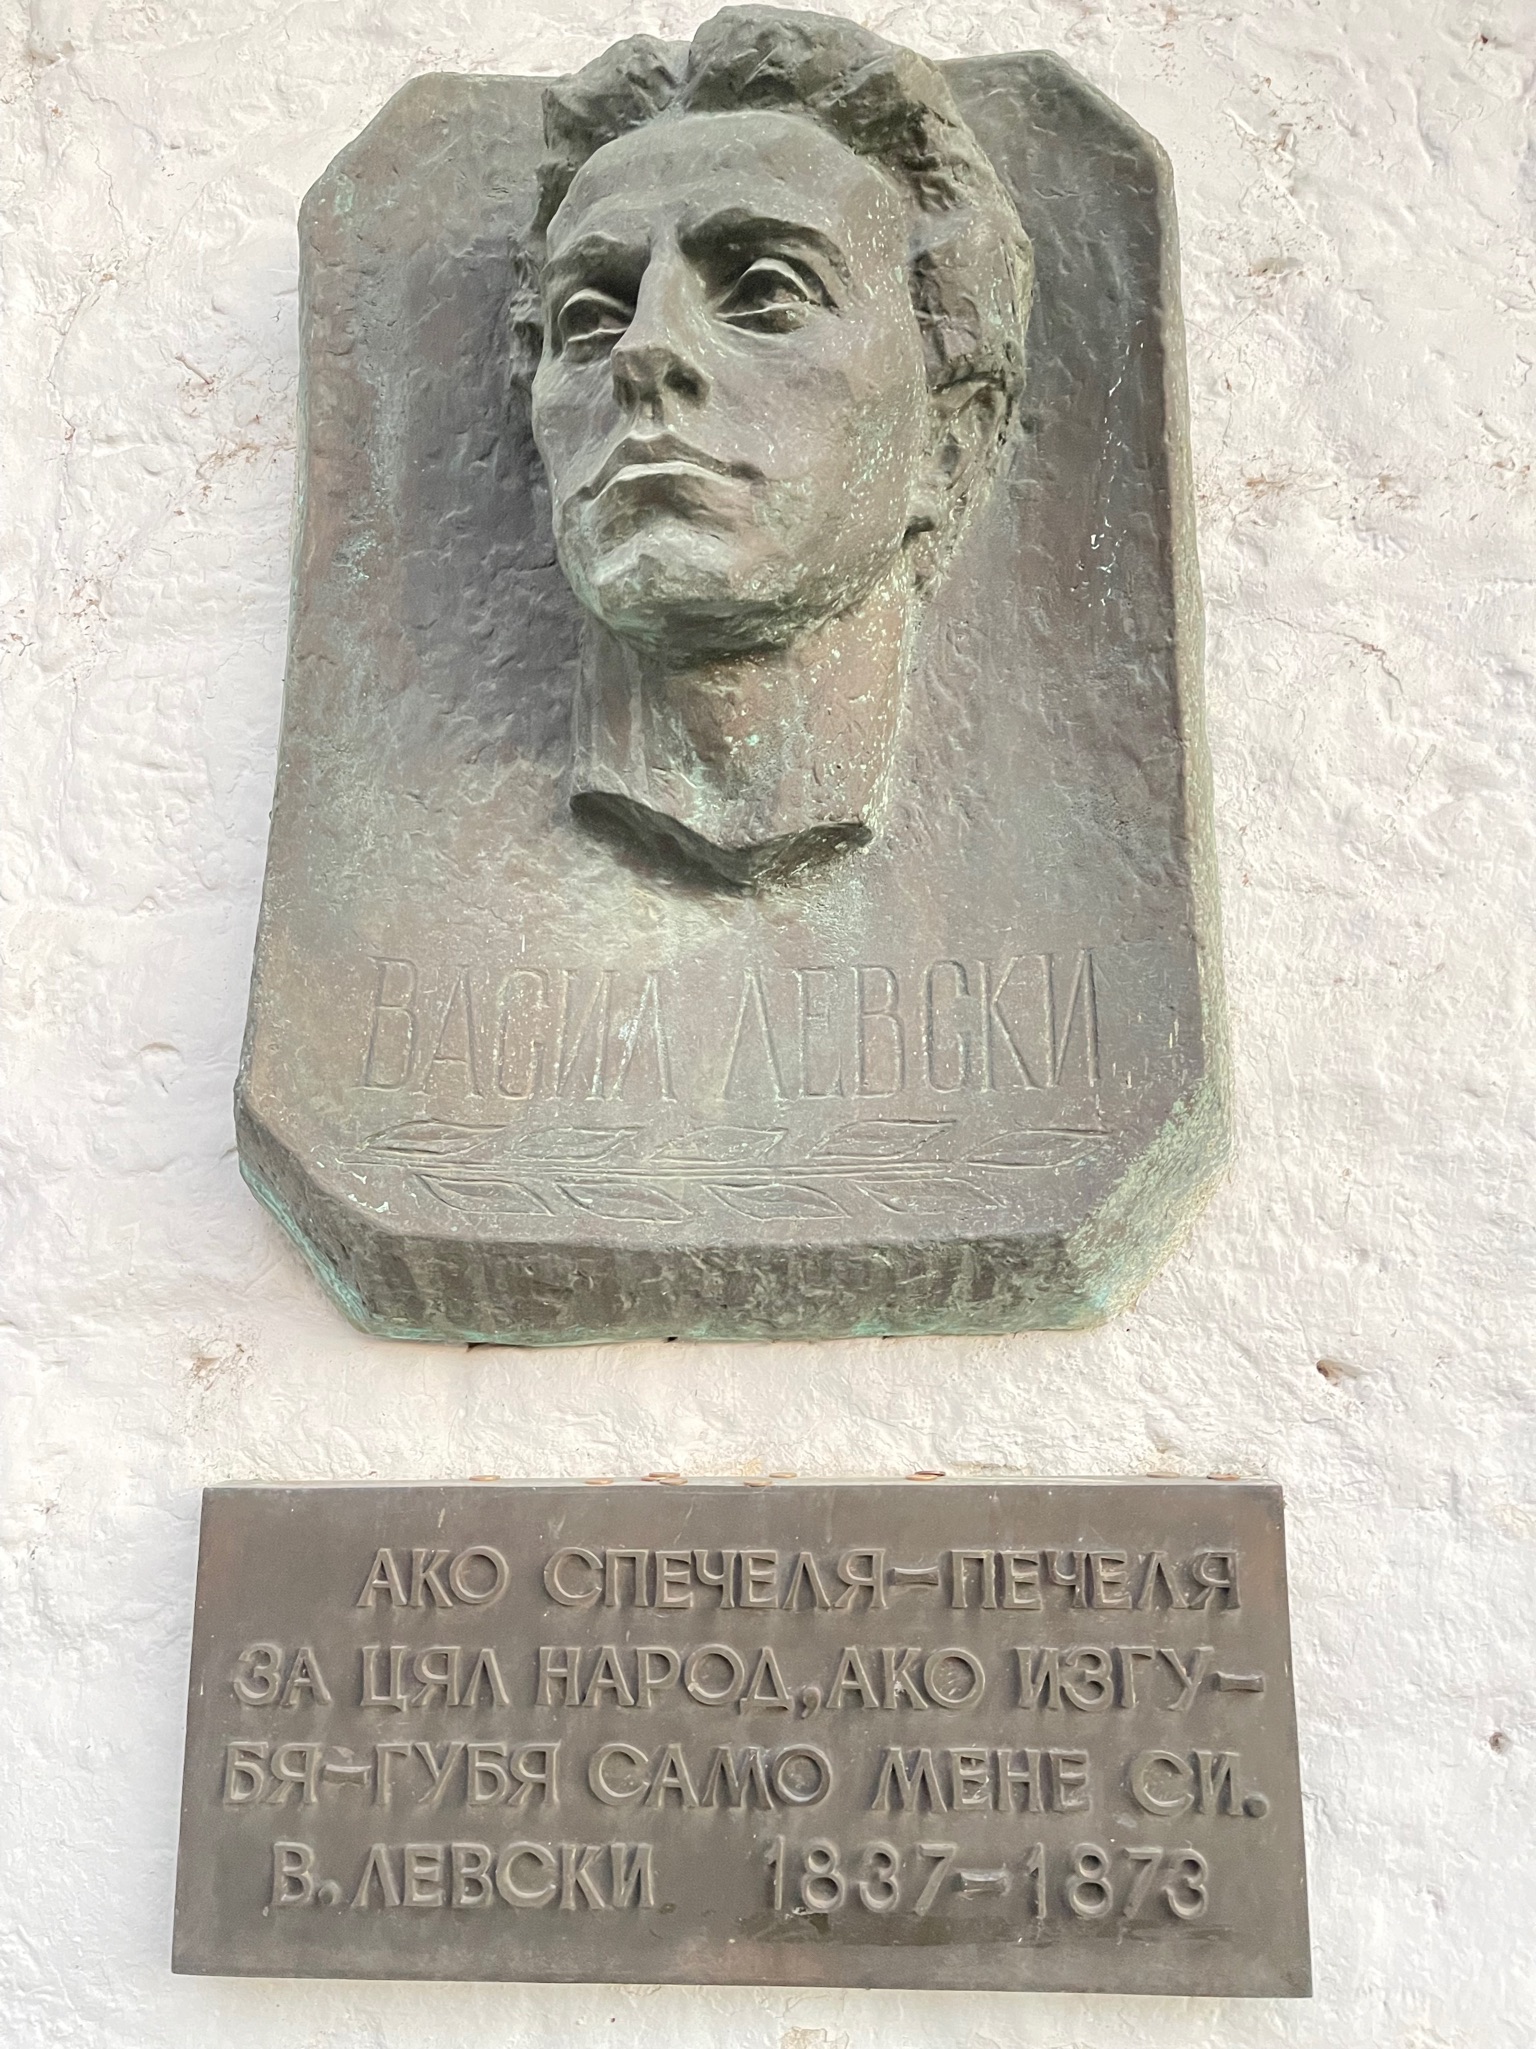 ВАСИЛ ЛЕВСКИ
АКО СПЕЧЕЛЯ-ПЕЧЕЛЯ
ЗА ЦЯЛ НАРОД, АКО ИЗГУ-
БЯ-ГУБЯ САМО МЕНЕ СИ.
В. ЛЕВСКИ 1837-1873